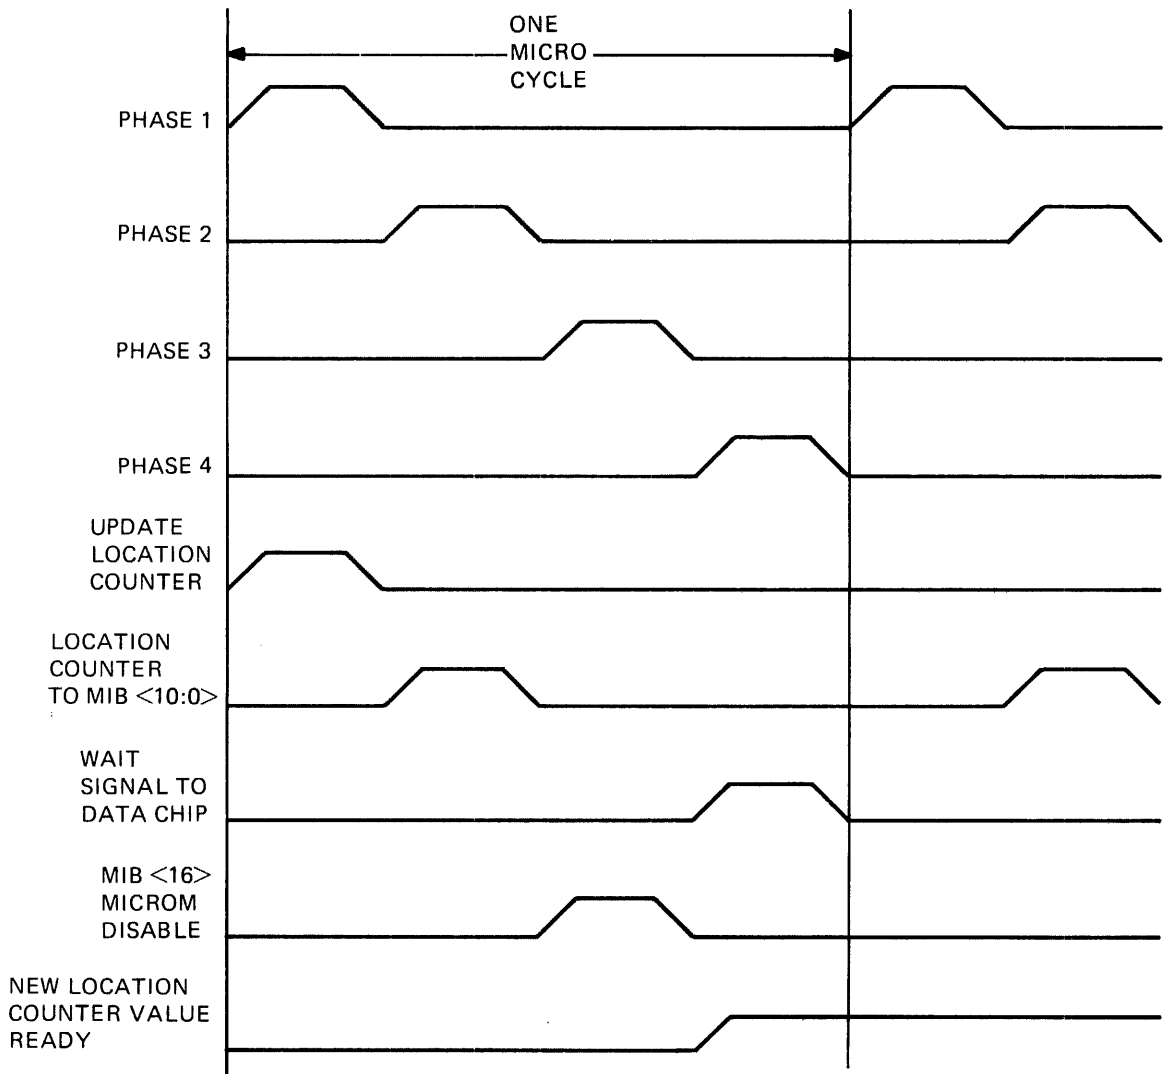 ONE
MICRO
CYCLE
PHASE 1
PHASE 2
PHASE 3
PHASE 4
UPDATE
LOCATION
COUNTER
LOCATION
COUNTER
TO MIB <10:0>
WAIT
SIGNAL TO
DATA CHIP
MIB <16>
MICROM
DISABLE
NEW LOCATION
COUNTER VALUE
READY